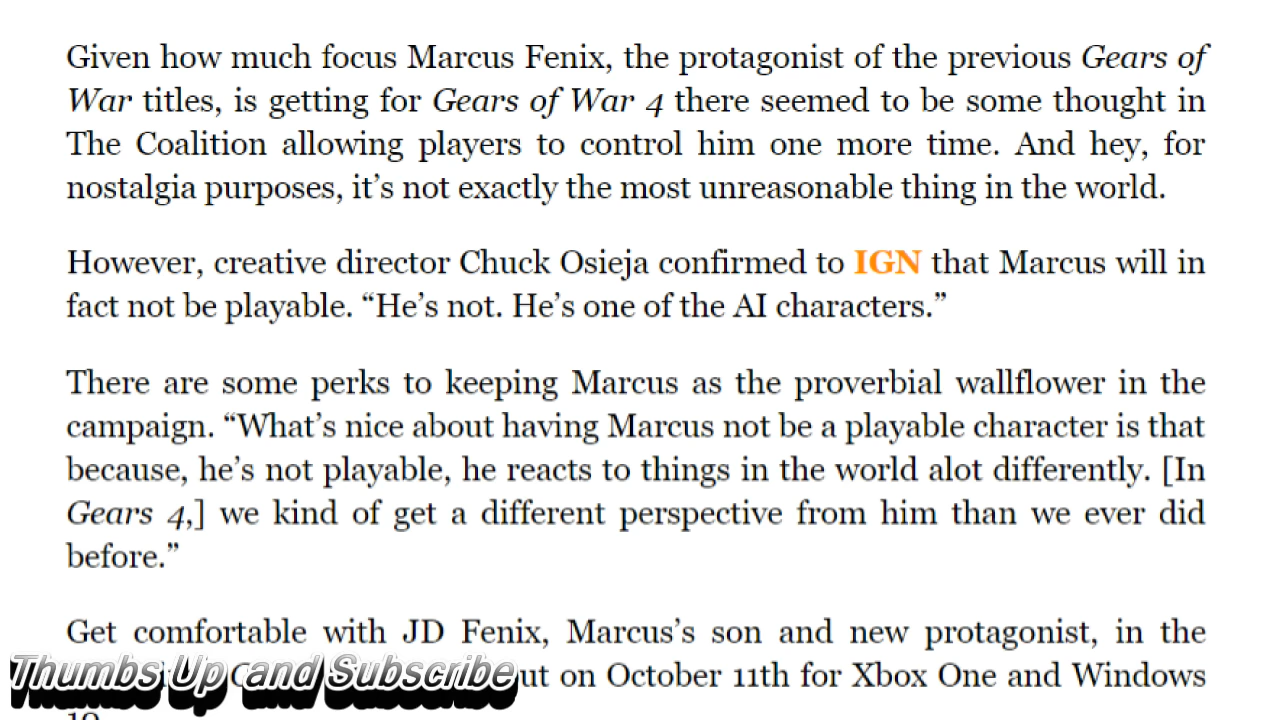 Given how much focus Marcus Fenix, the protagonist of the previous Gears of
War titles, is getting for Gears of War 4 there seemed to be some thought in
The Coalition allowing players to control him one more time. And hey, for
nostalgia purposes, it’s not exactly the most unreasonable thing in the world.
However, creative director Chuck Osieja confirmed to IGN that Marcus will in
fact not be playable. “He’s not. He’s one of the AI characters.”
There are some perks to keeping Marcus as the proverbial wallflower in the
campaign. “What’s nice about having Marcus not be a playable character is that
because, he’s not playable, he reacts to things in the world alot differently. [In
Gears 4,] we kind of get a different perspective from him than we ever did
before.”
Get comfortable with JD Fenix, Marcus’s son and new protagonist, in the
Thumbs Up and Subscribe
on October 11th for Xbox One and Windows